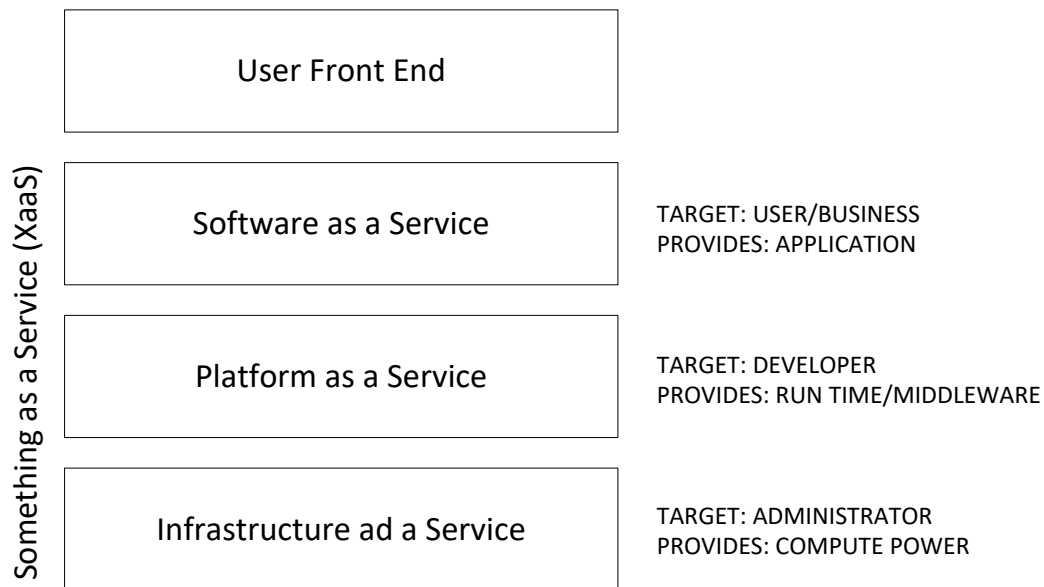 User Front End
Something as a Service (XaaS)
Software as a Service
TARGET: USER/BUSINESS
PROVIDES: APPLICATION
Platform as a Service
TARGET: DEVELOPER
PROVIDES: RUN TIME/MIDDLEWARE
Infrastructure ad a Service
TARGET: ADMINISTRATOR
PROVIDES: COMPUTE POWER